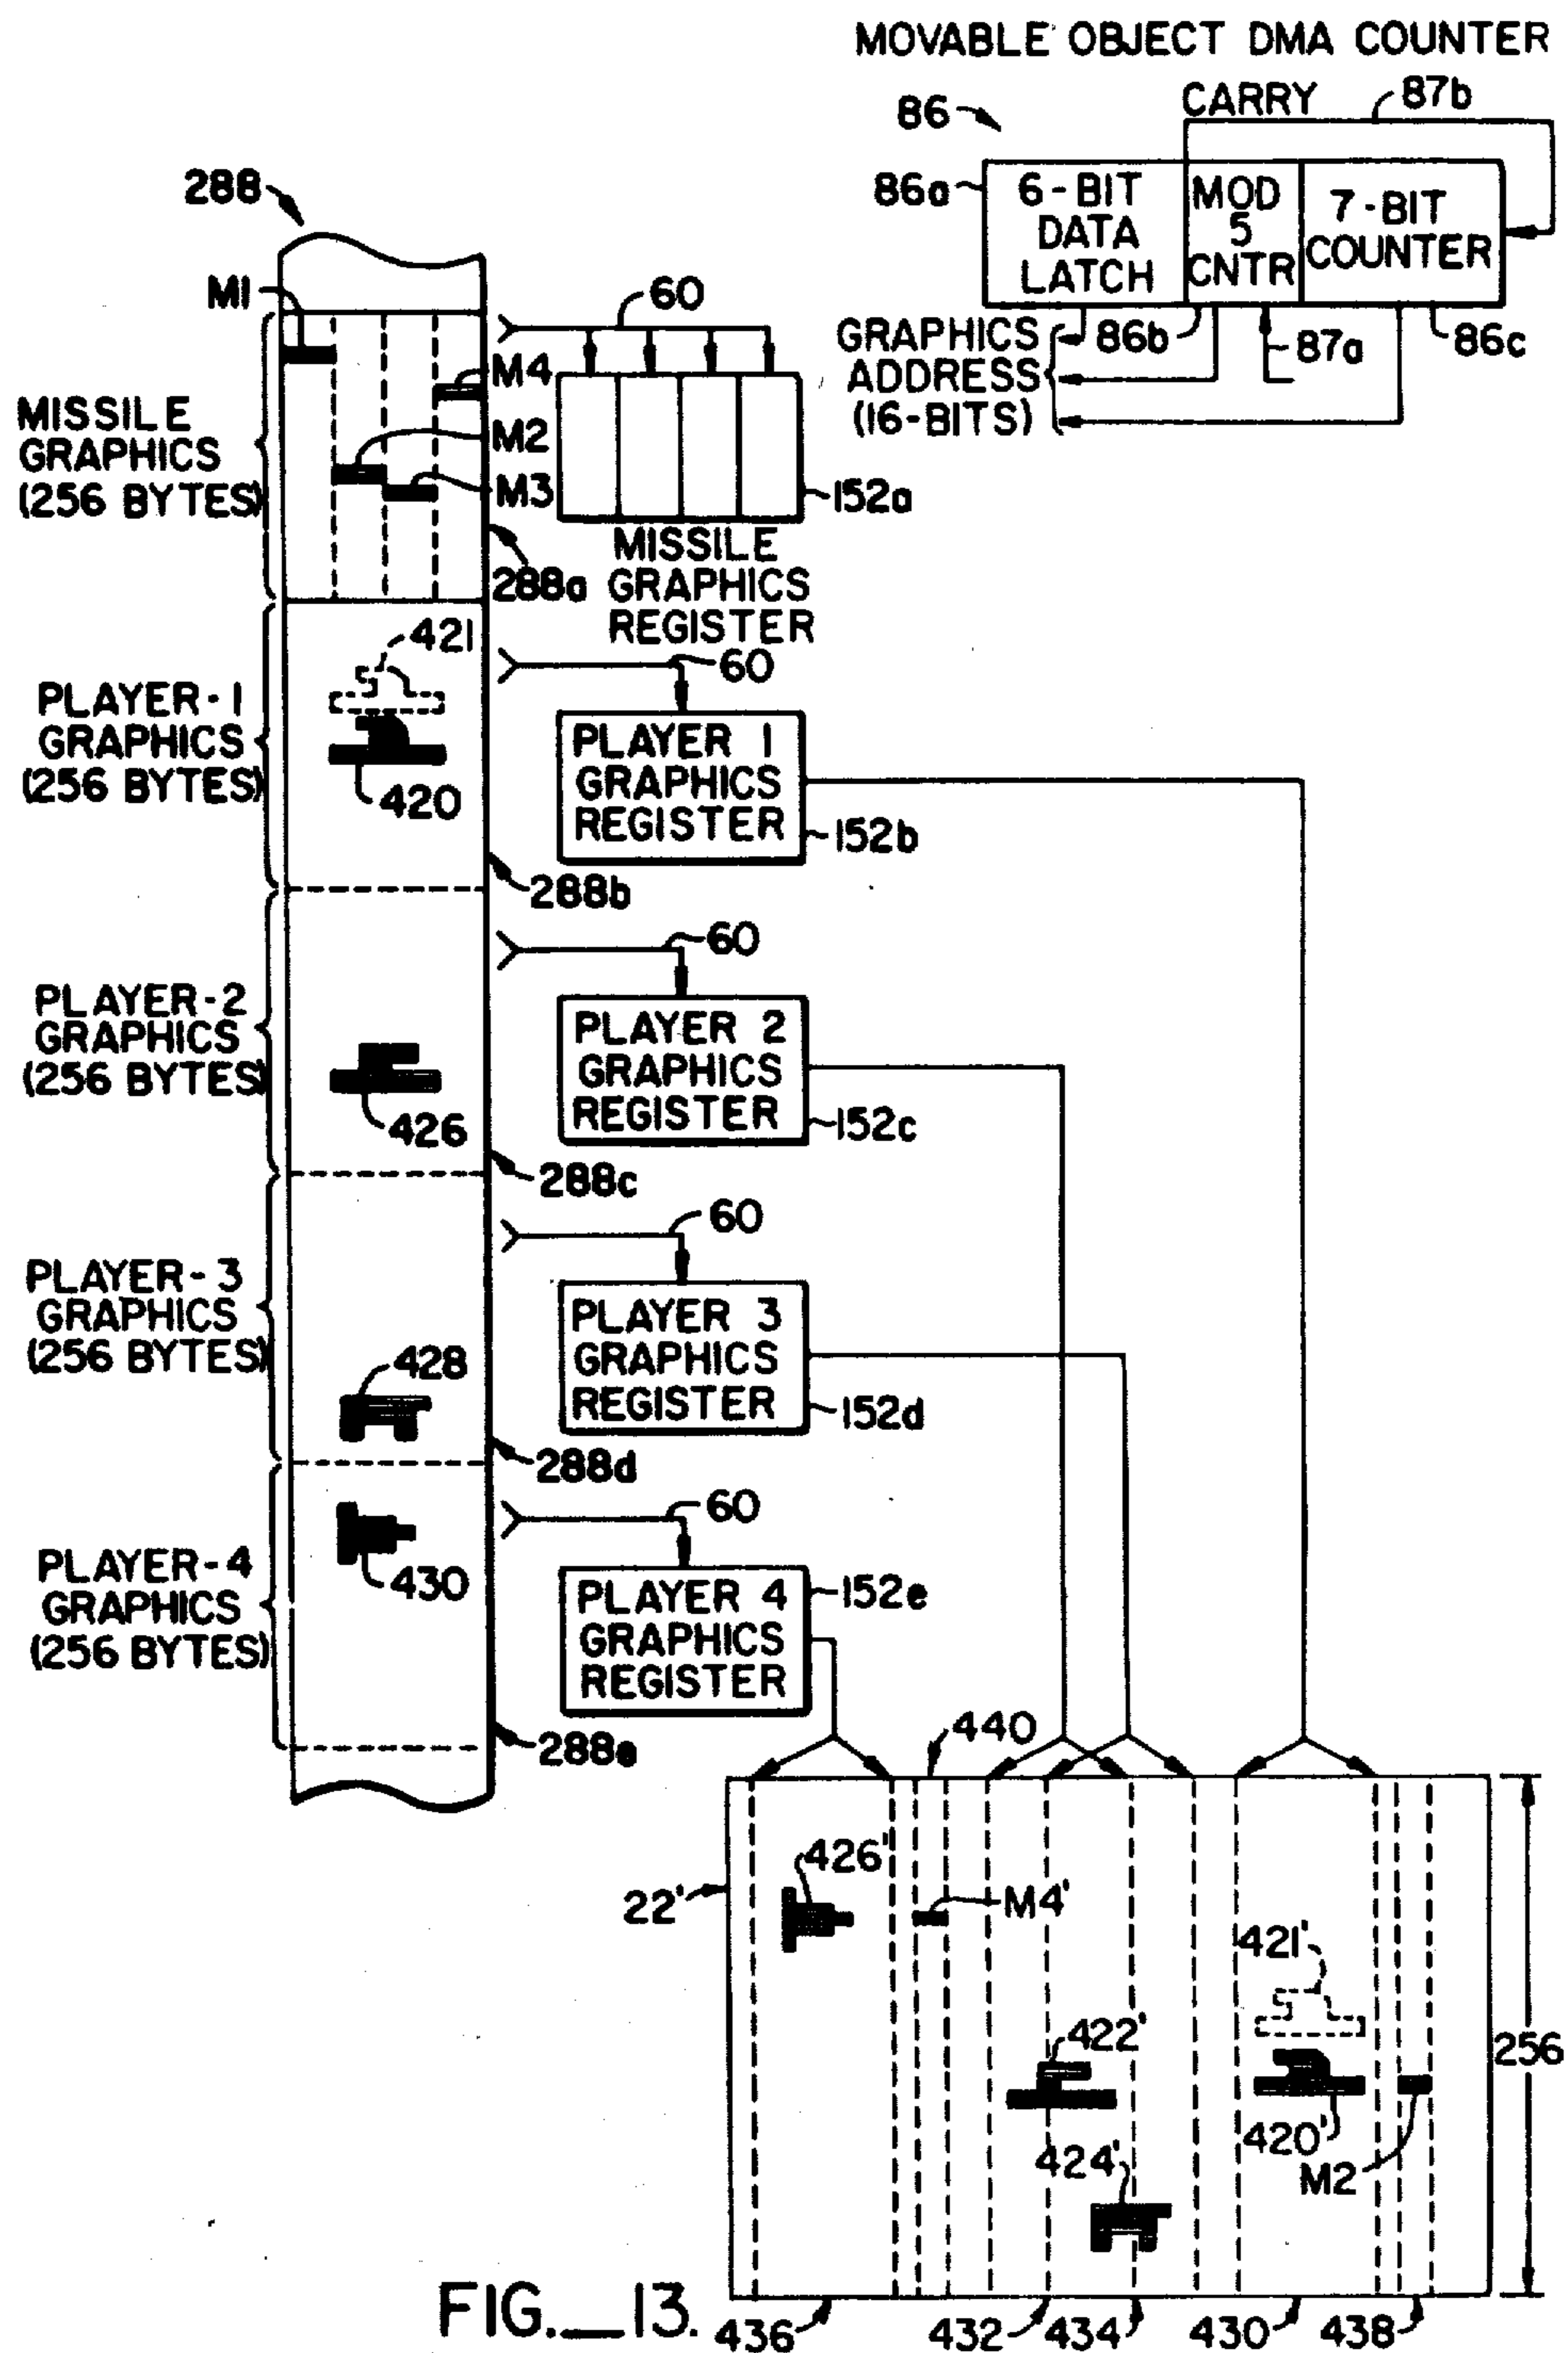 MOVABLE OBJECT DMA COUNTER
86
CARRY
87b
86a
6-BIT
DATA
LATCH
MOD
5
CNTR
7-BIT
COUNTER
GRAPHICS
ADDRESS
(16-BITS)
86b
87a
86c
288
M1
60
M4
M2
M3
MISSILE
GRAPHICS
(256 BYTES)
152a
MISSILE
GRAPHICS
REGISTER
288a
421
60
PLAYER-1
GRAPHICS
(256 BYTES)
420
PLAYER 1
GRAPHICS
REGISTER
152b
288b
60
PLAYER-2
GRAPHICS
(256 BYTES)
426
PLAYER 2
GRAPHICS
REGISTER
152c
288c
60
PLAYER-3
GRAPHICS
(256 BYTES)
428
PLAYER 3
GRAPHICS
REGISTER
152d
288d
60
PLAYER-4
GRAPHICS
(256 BYTES)
430
PLAYER 4
GRAPHICS
REGISTER
152e
288e
440
22'
426'
M4'
421'
422'
256
420'
424'
M2
436
432
434
430
438
FIG._13.